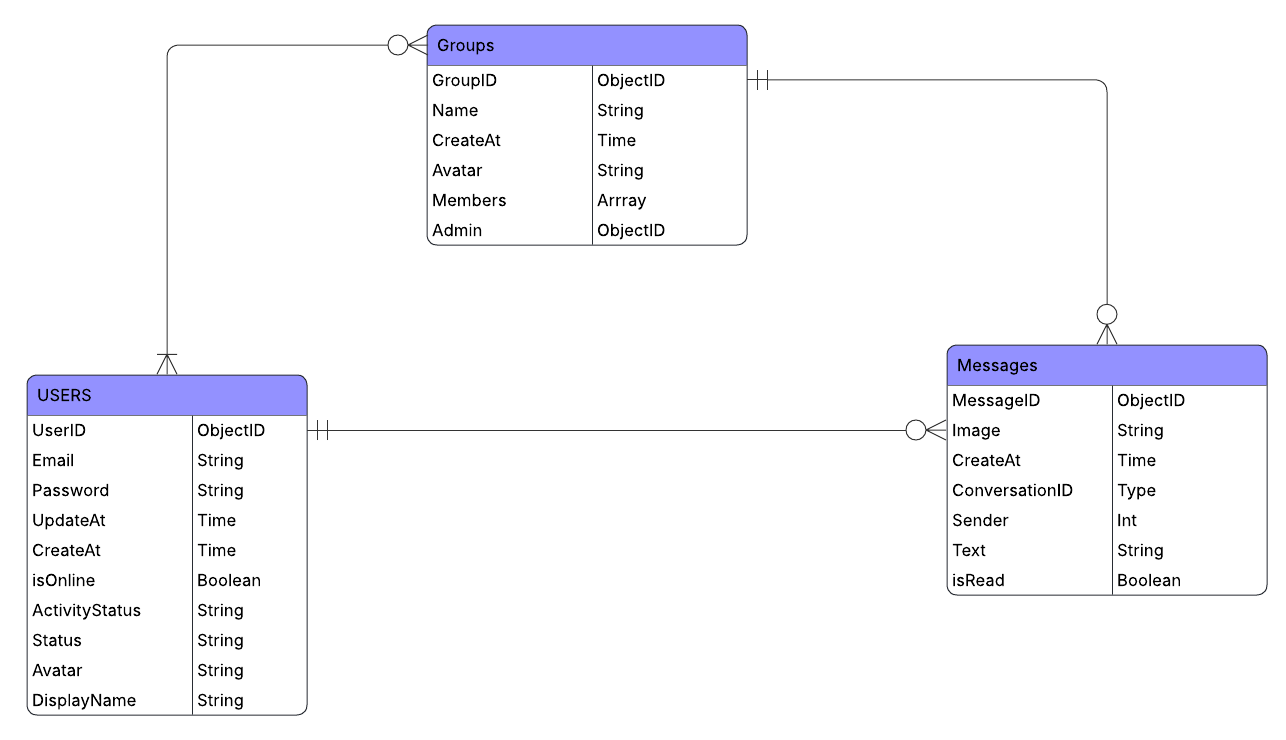 Groups
GroupID ObjectID
Name String
CreateAt Time
Avatar String
Members Arrray
Admin ObjectID
USERS
UserID ObjectID
Email String
Password String
UpdateAt Time
CreateAt Time
isOnline Boolean
ActivityStatus String
Status String
Avatar String
DisplayName String
Messages
MessageID ObjectID
Image String
CreateAt Time
ConversationID Type
Sender Int
Text String
isRead Boolean